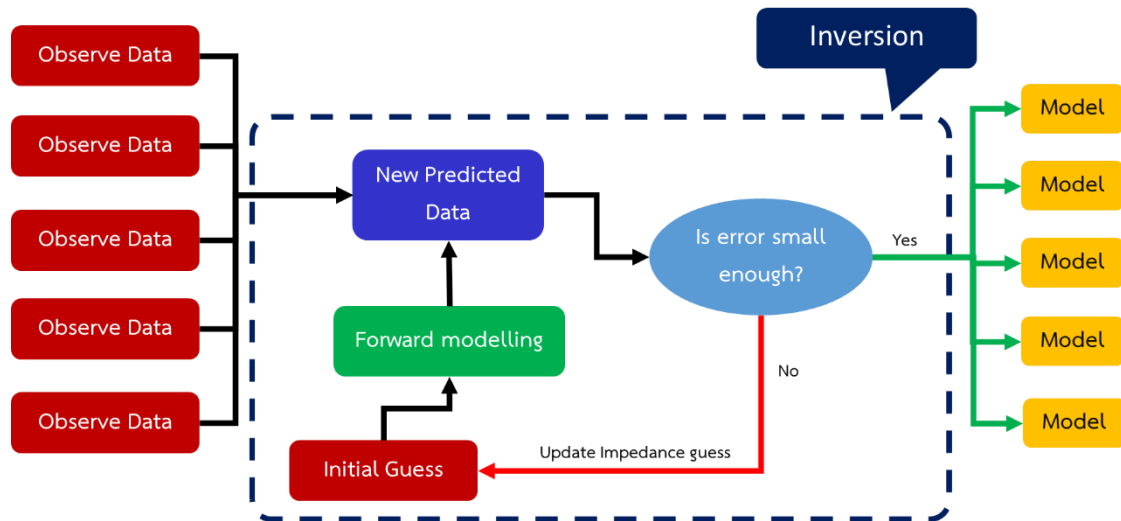 Observe Data
Observe Data
Observe Data
Observe Data
Observe Data
Inversion
New Predicted
Data
Forward modelling
Initial Guess
Is error small
enough?
Yes
No
Update Impedance guess
Model
Model
Model
Model
Model